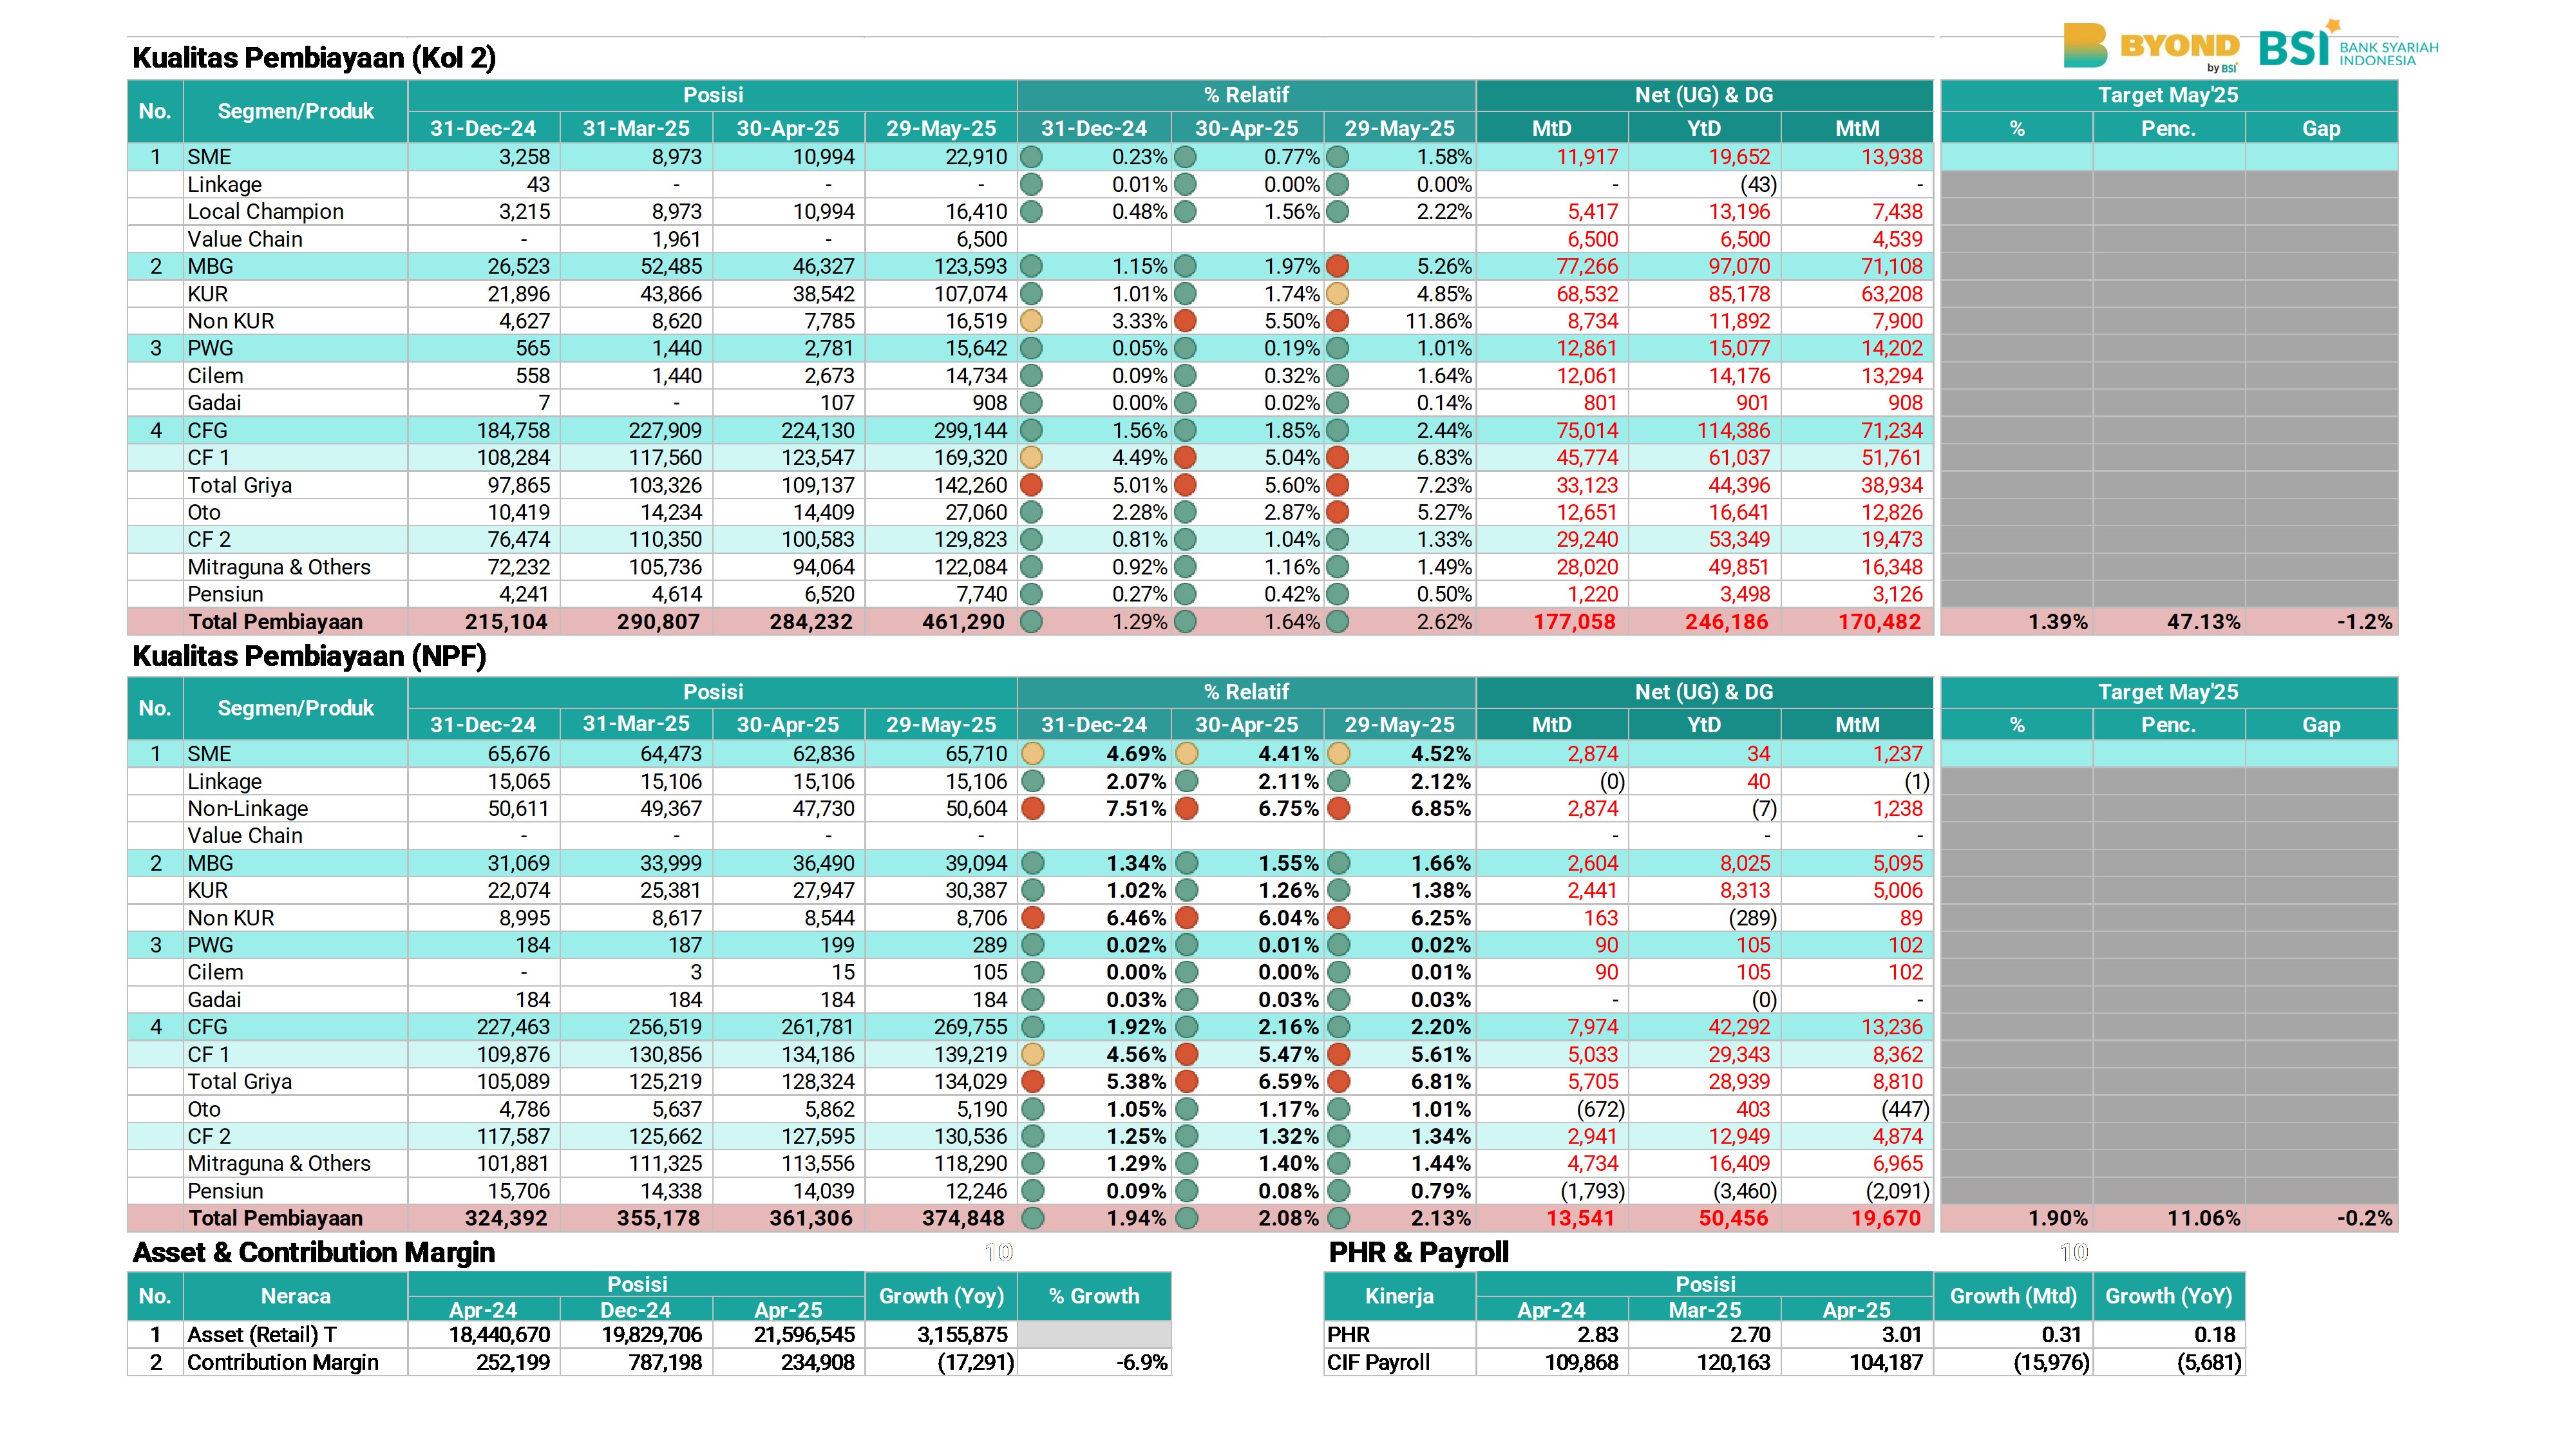 BYOND
by BSI
BSI BANK SYARIAH
INDONESIA
Kualitas Pembiayaan (Kol 2)
No. Segmen/Produk Posisi % Relatif Net (UG) & DG Target May'25
31-Dec-24 31-Mar-25 30-Apr-25 29-May-25 31-Dec-24 30-Apr-25 29-May-25 MtD YtD MtM % Penc. Gap
1 SME 3,258 8,973 10,994 22,910 0.23% 0.77% 1.58% 11,917 19,652 13,938
Linkage 43 - - - 0.01% 0.00% 0.00% - (43) -
Local Champion 3,215 8,973 10,994 16,410 0.48% 1.56% 2.22% 5,417 13,196 7,438
Value Chain - 1,961 - 6,500 6,500 6,500 4,539
2 MBG 26,523 52,485 46,327 123,593 1.15% 1.97% 5.26% 77,266 97,070 71,108
KUR 21,896 43,866 38,542 107,074 1.01% 1.74% 4.85% 68,532 85,178 63,208
Non KUR 4,627 8,620 7,785 16,519 3.33% 5.50% 11.86% 8,734 11,892 7,900
3 PWG 565 1,440 2,781 15,642 0.05% 0.19% 1.01% 12,861 15,077 14,202
Cilem 558 1,440 2,673 14,734 0.09% 0.32% 1.64% 12,061 14,176 13,294
Gadai 7 - 107 908 0.00% 0.02% 0.14% 801 901 908
4 CFG 184,758 227,909 224,130 299,144 1.56% 1.85% 2.44% 75,014 114,386 71,234
CF 1 108,284 117,560 123,547 169,320 4.49% 5.04% 6.83% 45,774 61,037 51,761
Total Griya 97,865 103,326 109,137 142,260 5.01% 5.60% 7.23% 33,123 44,396 38,934
Oto 10,419 14,234 14,409 27,060 2.28% 2.87% 5.27% 12,651 16,641 12,826
CF 2 76,474 110,350 100,583 129,823 0.81% 1.04% 1.33% 29,240 53,349 19,473
Mitraguna & Others 72,232 105,736 94,064 122,084 0.92% 1.16% 1.49% 28,020 49,851 16,348
Pensiun 4,241 4,614 6,520 7,740 0.27% 0.42% 0.50% 1,220 3,498 3,126
Total Pembiayaan 215,104 290,807 284,232 461,290 1.29% 1.64% 2.62% 177,058 246,186 170,482 1.39% 47.13% -1.2%
Kualitas Pembiayaan (NPF)
No. Segmen/Produk Posisi % Relatif Net (UG) & DG Target May'25
31-Dec-24 31-Mar-25 30-Apr-25 29-May-25 31-Dec-24 30-Apr-25 29-May-25 MtD YtD MtM % Penc. Gap
1 SME 65,676 64,473 62,836 65,710 4.69% 4.41% 4.52% 2,874 34 1,237
Linkage 15,065 15,106 15,106 15,106 2.07% 2.11% 2.12% (0) 40 (1)
Non-Linkage 50,611 49,367 47,730 50,604 7.51% 6.75% 6.85% 2,874 (7) 1,238
Value Chain - - - - - - -
2 MBG 31,069 33,999 36,490 39,094 1.34% 1.55% 1.66% 2,604 8,025 5,095
KUR 22,074 25,381 27,947 30,387 1.02% 1.26% 1.38% 2,441 8,313 5,006
Non KUR 8,995 8,617 8,544 8,706 6.46% 6.04% 6.25% 163 (289) 89
3 PWG 184 187 199 289 0.02% 0.01% 0.02% 90 105 102
Cilem - 3 15 105 0.00% 0.00% 0.01% 90 105 102
Gadai 184 184 184 184 0.03% 0.03% 0.03% - (0) -
4 CFG 227,463 256,519 261,781 269,755 1.92% 2.16% 2.20% 7,974 42,292 13,236
CF 1 109,876 130,856 134,186 139,219 4.56% 5.47% 5.61% 5,033 29,343 8,362
Total Griya 105,089 125,219 128,324 134,029 5.38% 6.59% 6.81% 5,705 28,939 8,810
Oto 4,786 5,637 5,862 5,190 1.05% 1.17% 1.01% (672) 403 (447)
CF 2 117,587 125,662 127,595 130,536 1.25% 1.32% 1.34% 2,941 12,949 4,874
Mitraguna & Others 101,881 111,325 113,556 118,290 1.29% 1.40% 1.44% 4,734 16,409 6,965
Pensiun 15,706 14,338 14,039 12,246 0.09% 0.08% 0.79% (1,793) (3,460) (2,091)
Total Pembiayaan 324,392 355,178 361,306 374,848 1.94% 2.08% 2.13% 13,541 50,456 19,670 1.90% 11.06% -0.2%
Asset & Contribution Margin 10
No. Neraca Posisi Growth (Yoy) % Growth
Apr-24 Dec-24 Apr-25
1 Asset (Retail) T 18,440,670 19,829,706 21,596,545 3,155,875
2 Contribution Margin 252,199 787,198 234,908 (17,291) -6.9%
PHR & Payroll 10
Kinerja Posisi Growth (Mtd) Growth (YoY)
Apr-24 Mar-25 Apr-25
PHR 2.83 2.70 3.01 0.31 0.18
CIF Payroll 109,868 120,163 104,187 (15,976) (5,681)